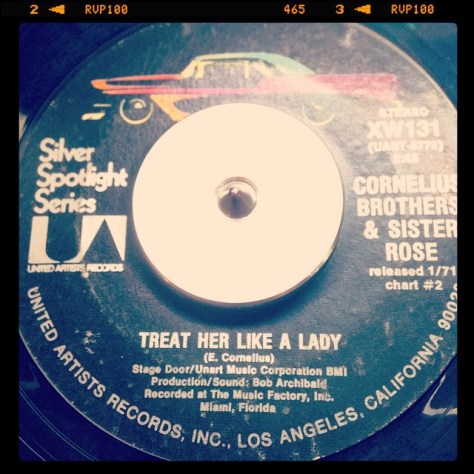 2 RVP100 465 3 RVP100
Silver
Spotlight
Series
UA
UNITED ARTISTS RECORDS
STEREO
XW131
CORNELIUS
BROTHERS
& SISTER
ROSE
released 1/71
chart #2
TREAT HER LIKE A LADY
(E. Cornelius)
Stage Door/Unart Music Corporation BMI
Production/Sound: Bob Archibald
Recorded at The Music Factory, Inc.
Miami, Florida
UNITED ARTISTS RECORDS, INC., LOS ANGELES, CALIFORNIA